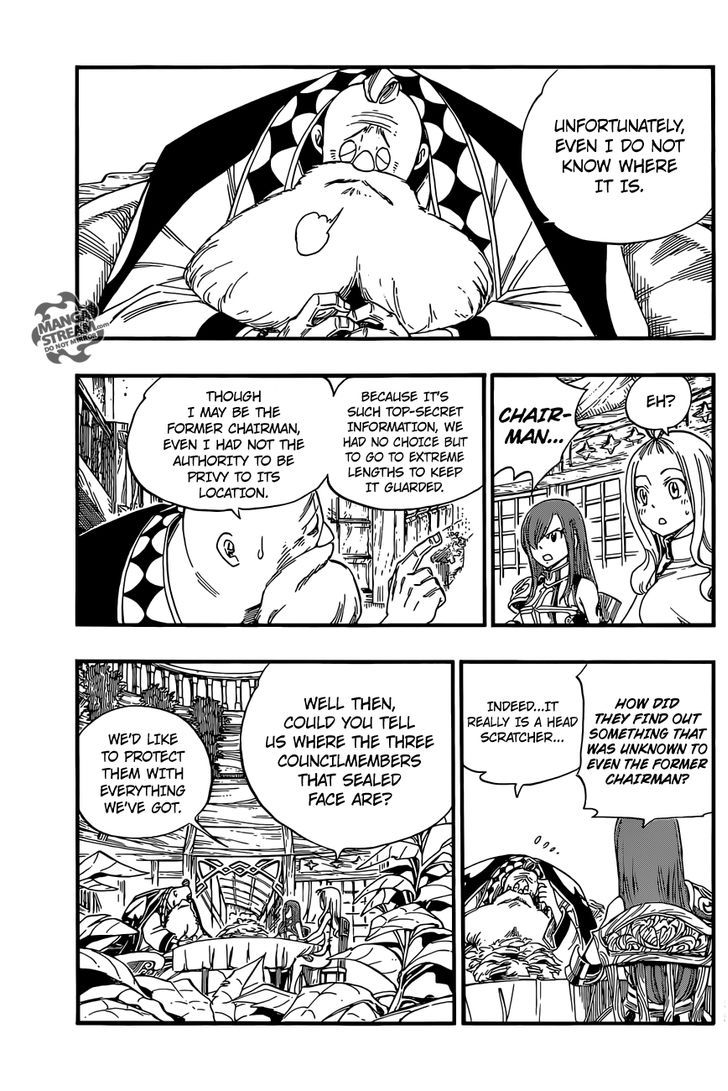 UNFORTUNATELY,
EVEN I DO NOT
KNOW WHERE
IT IS.
MANGA
STREAM.com
DO NOT MIRROR
EH?
CHAIR-
MAN...
BECAUSE IT'S
SUCH TOP-SECRET
INFORMATION, WE
HAD NO CHOICE BUT
TO GO TO EXTREME
LENGTHS TO KEEP
IT GUARDED.
THOUGH
I MAY BE THE
FORMER CHAIRMAN,
EVEN I HAD NOT THE
AUTHORITY TO BE
PRIVY TO ITS
LOCATION.
HOW DID
THEY FIND OUT
SOMETHING THAT
WAS UNKNOWN TO
EVEN THE FORMER
CHAIRMAN?
INDEED...IT
REALLY IS A HEAD
SCRATCHER...
WELL THEN,
COULD YOU TELL
US WHERE THE THREE
COUNCILMEMBERS
THAT SEALED
FACE ARE?
WE'D LIKE
TO PROTECT
THEM WITH
EVERYTHING
WE'VE GOT.